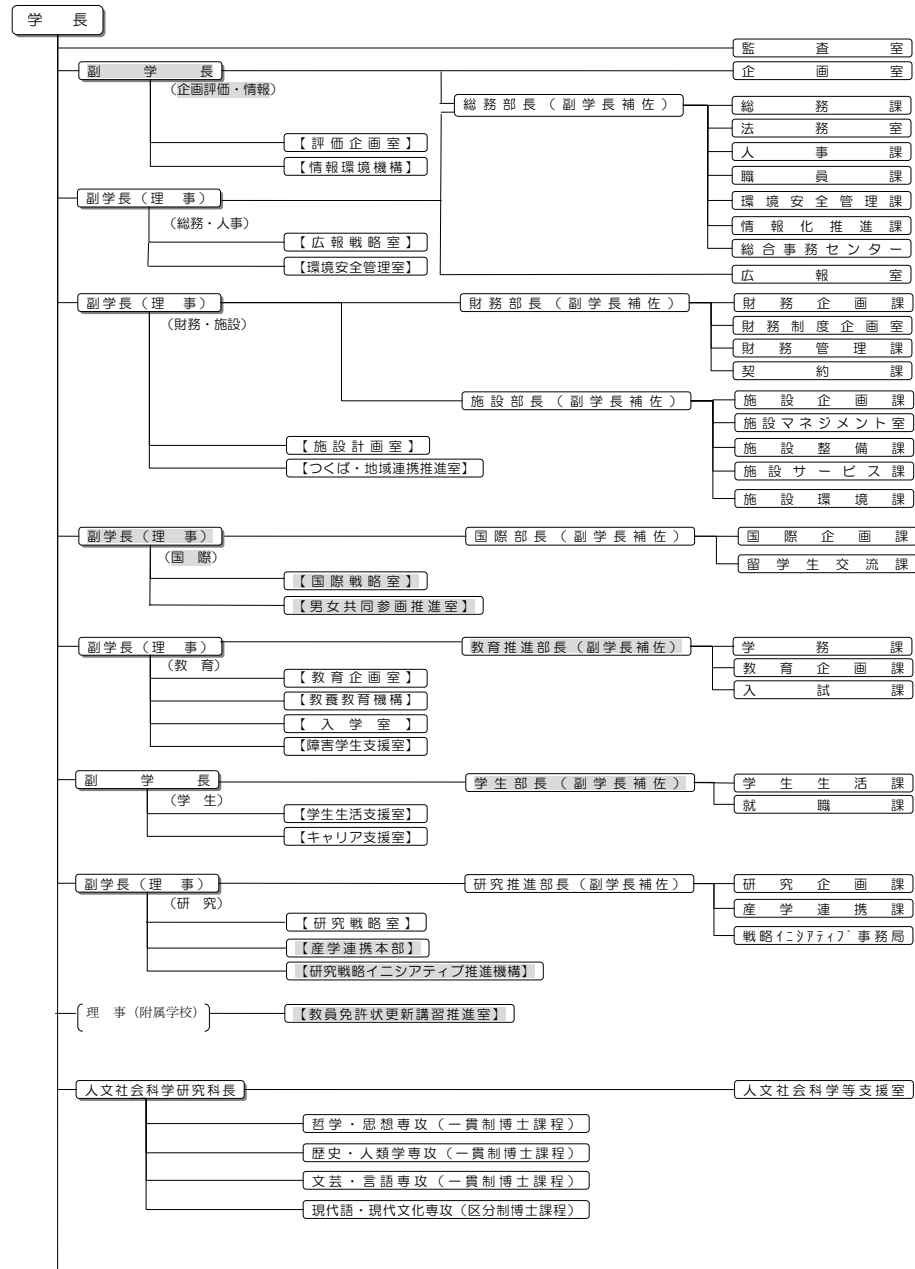 学　長
監　査　室
副　学　長
企　画　室
（企画評価・情報）
総務部長（副学長補佐）
総　務　課
法　務　室
【評価企画室】
人　事　課
【情報環境機構】
職　員　課
副学長（理　事）
環境安全管理課
（総務・人事）
情報化推進課
【広報戦略室】
総合事務センター
【環境安全管理室】
広　報　室
副学長（理　事）
財務部長（副学長補佐）
財務企画課
（財務・施設）
財務制度企画室
財務管理課
契　約　課
施設部長（副学長補佐）
施設企画課
施設マネジメント室
【施設計画室】
施設整備課
【つくば・地域連携推進室】
施設サービス課
施設環境課
副学長（理　事）
国際部長（副学長補佐）
国際企画課
（国　際）
留学生交流課
【国際戦略室】
【男女共同参画推進室】
副学長（理　事）
教育推進部長（副学長補佐）
学　務　課
（教　育）
教育企画課
【教育企画室】
入　試　課
【教養教育機構】
【入学室】
【障害学生支援室】
副　学　長
学生部長（副学長補佐）
学生生活課
（学　生）
就　職　課
【学生生活支援室】
【キャリア支援室】
副学長（理　事）
研究推進部長（副学長補佐）
研究企画課
（研　究）
産学連携課
【研究戦略室】
戦略ｲﾆｼｱﾃｨﾌﾞ事務局
【産学連携本部】
【研究戦略イニシアティブ推進機構】
理　事（附属学校）
【教員免許状更新講習推進室】
人文社会科学研究科長
人文社会科学等支援室
哲学・思想専攻（一貫制博士課程）
歴史・人類学専攻（一貫制博士課程）
文芸・言語専攻（一貫制博士課程）
現代語・現代文化専攻（区分制博士課程）